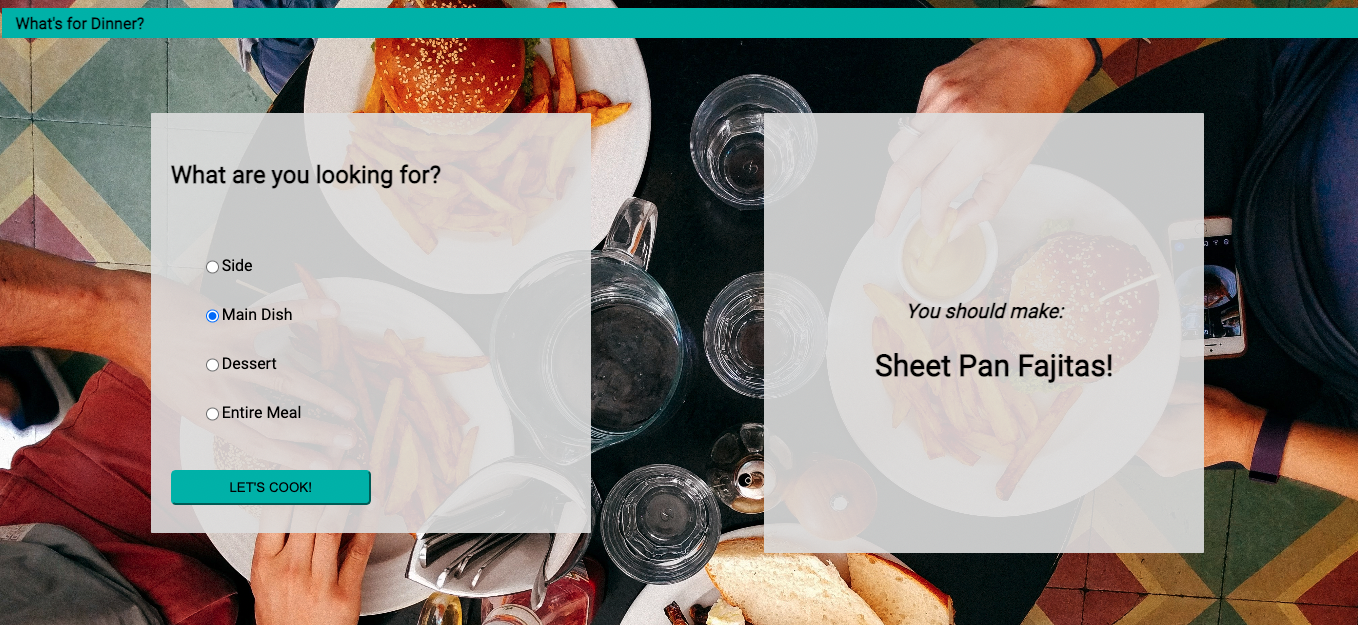 What's for Dinner?
What are you looking for?
Side
Main Dish
Dessert
Entire Meal
LET'S COOK!
You should make:
Sheet Pan Fajitas!